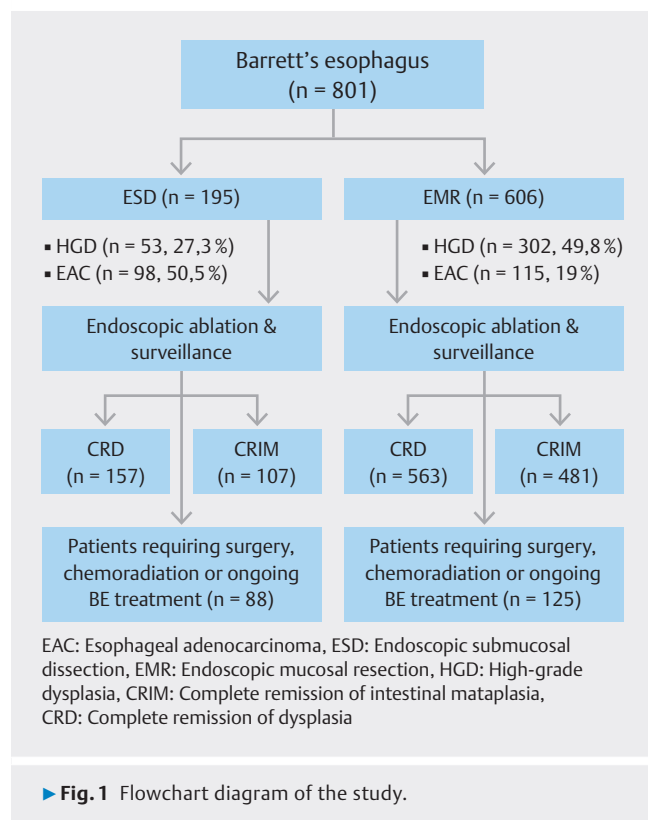 Barrett's esophagus
(n = 801)
ESD (n = 195)
EMR (n = 606)
▪ HGD (n = 53, 27,3 %)
▪ EAC (n = 98, 50,5 %)
▪ HGD (n = 302, 49,8 %)
▪ EAC (n = 115, 19 %)
Endoscopic ablation &
surveillance
Endoscopic ablation &
surveillance
CRD
(n = 157)
CRIM
(n = 107)
CRD
(n = 563)
CRIM
(n = 481)
Patients requiring surgery,
chemoradiation or ongoing
BE treatment (n = 88)
Patients requiring surgery,
chemoradiation or ongoing
BE treatment (n = 125)
EAC: Esophageal adenocarcinoma, ESD: Endoscopic submucosal
dissection, EMR: Endoscopic mucosal resection, HGD: High-grade
dysplasia, CRIM: Complete remission of intestinal mataplasia,
CRD: Complete remission of dysplasia
▶ Fig. 1 Flowchart diagram of the study.